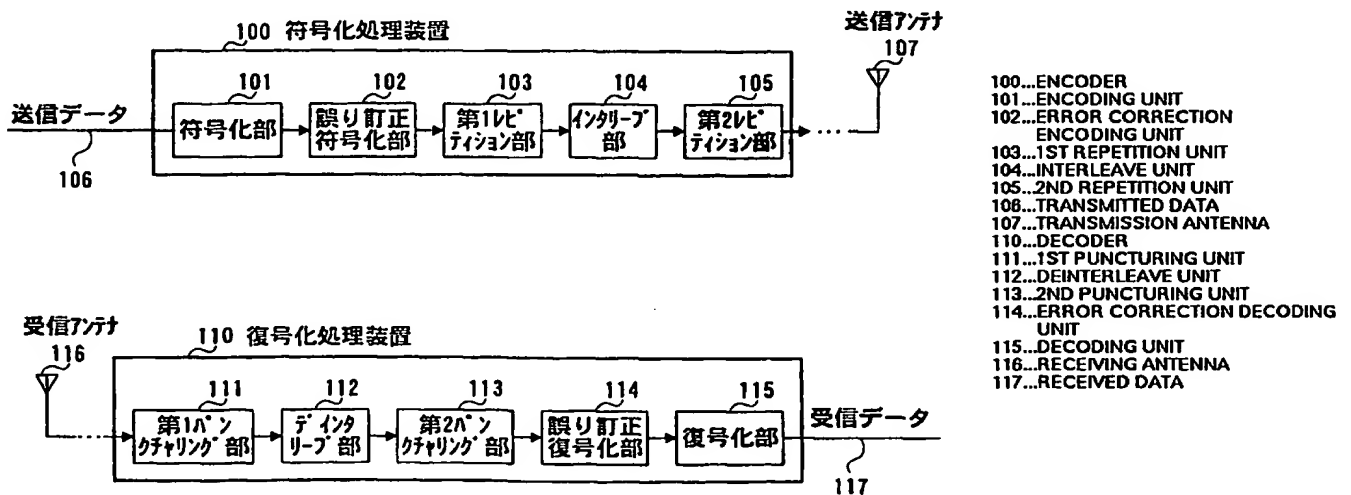 100 符号化処理装置
送信アンテナ
107
101
102
103
104
105
送信データ
106
符号化部
誤り訂正
符号化部
第1レピ
ティション部
インタリーブ
部
第2レピ
ティション部
100...ENCODER
101...ENCODING UNIT
102...ERROR CORRECTION
ENCODING UNIT
103...1ST REPETITION UNIT
104...INTERLEAVE UNIT
105...2ND REPETITION UNIT
106...TRANSMITTED DATA
107...TRANSMISSION ANTENNA
110...DECODER
111...1ST PUNCTURING UNIT
112...DEINTERLEAVE UNIT
113...2ND PUNCTURING UNIT
114...ERROR CORRECTION DECODING
UNIT
115...DECODING UNIT
116...RECEIVING ANTENNA
117...RECEIVED DATA
受信アンテナ
116
110 復号化処理装置
111
112
113
114
115
第1パン
クチャリング部
デインタ
リーブ部
第2パン
クチャリング部
誤り訂正
復号化部
復号化部
受信データ
117